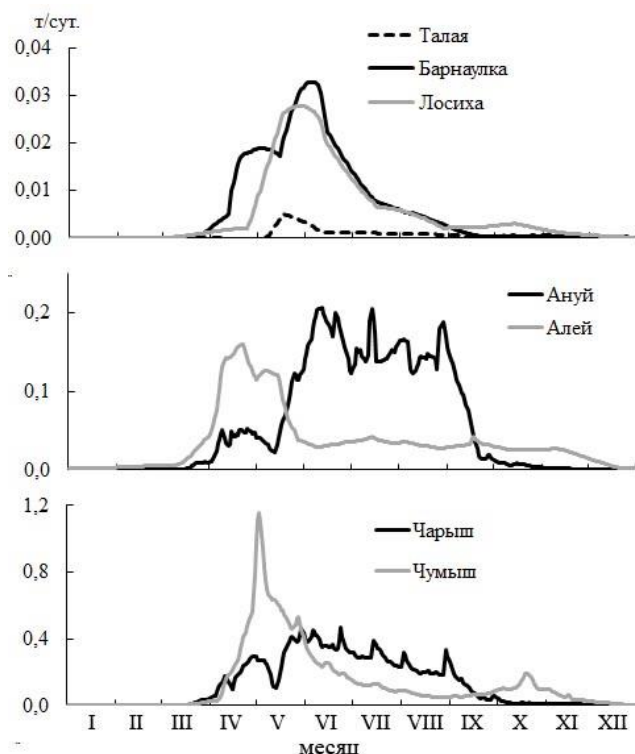 т/сут.
0,04
0,03
0,02
0,01
0,00
Талая
Барнаулка
Лосиха
0,2
0,1
0,0
Ануй
Алей
1,2
0,8
0,4
0,0
Чарыш
Чумыш
I II III IV V VI VII VIII IX X XI XII
месяц